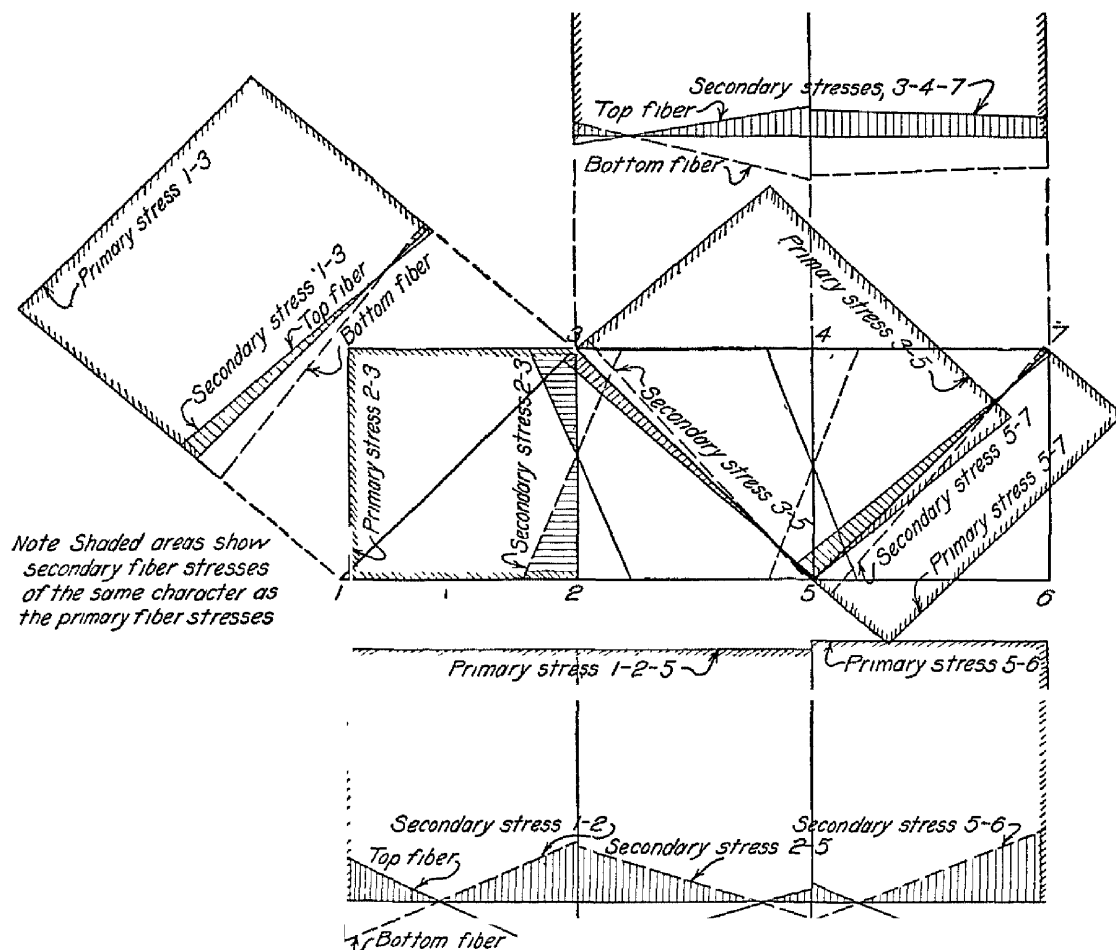 Secondary stresses, 3-4-7
Top fiber
Bottom fiber
Primary stress 1-3
Secondary stress 1-3
Top fiber
Bottom fiber
Primary stress 3-5
3
4
7
Primary stress 2-3
Secondary stress 2-3
Secondary stress 3-5
Secondary stress 5-7
Primary stress 5-7
Note Shaded areas show
secondary fiber stresses
of the same character as
the primary fiber stresses
1
1
2
5
6
Primary stress 1-2-5
Primary stress 5-6
Secondary stress 1-2
Secondary stress 5-6
Secondary stress 2-5
Top fiber
Bottom fiber